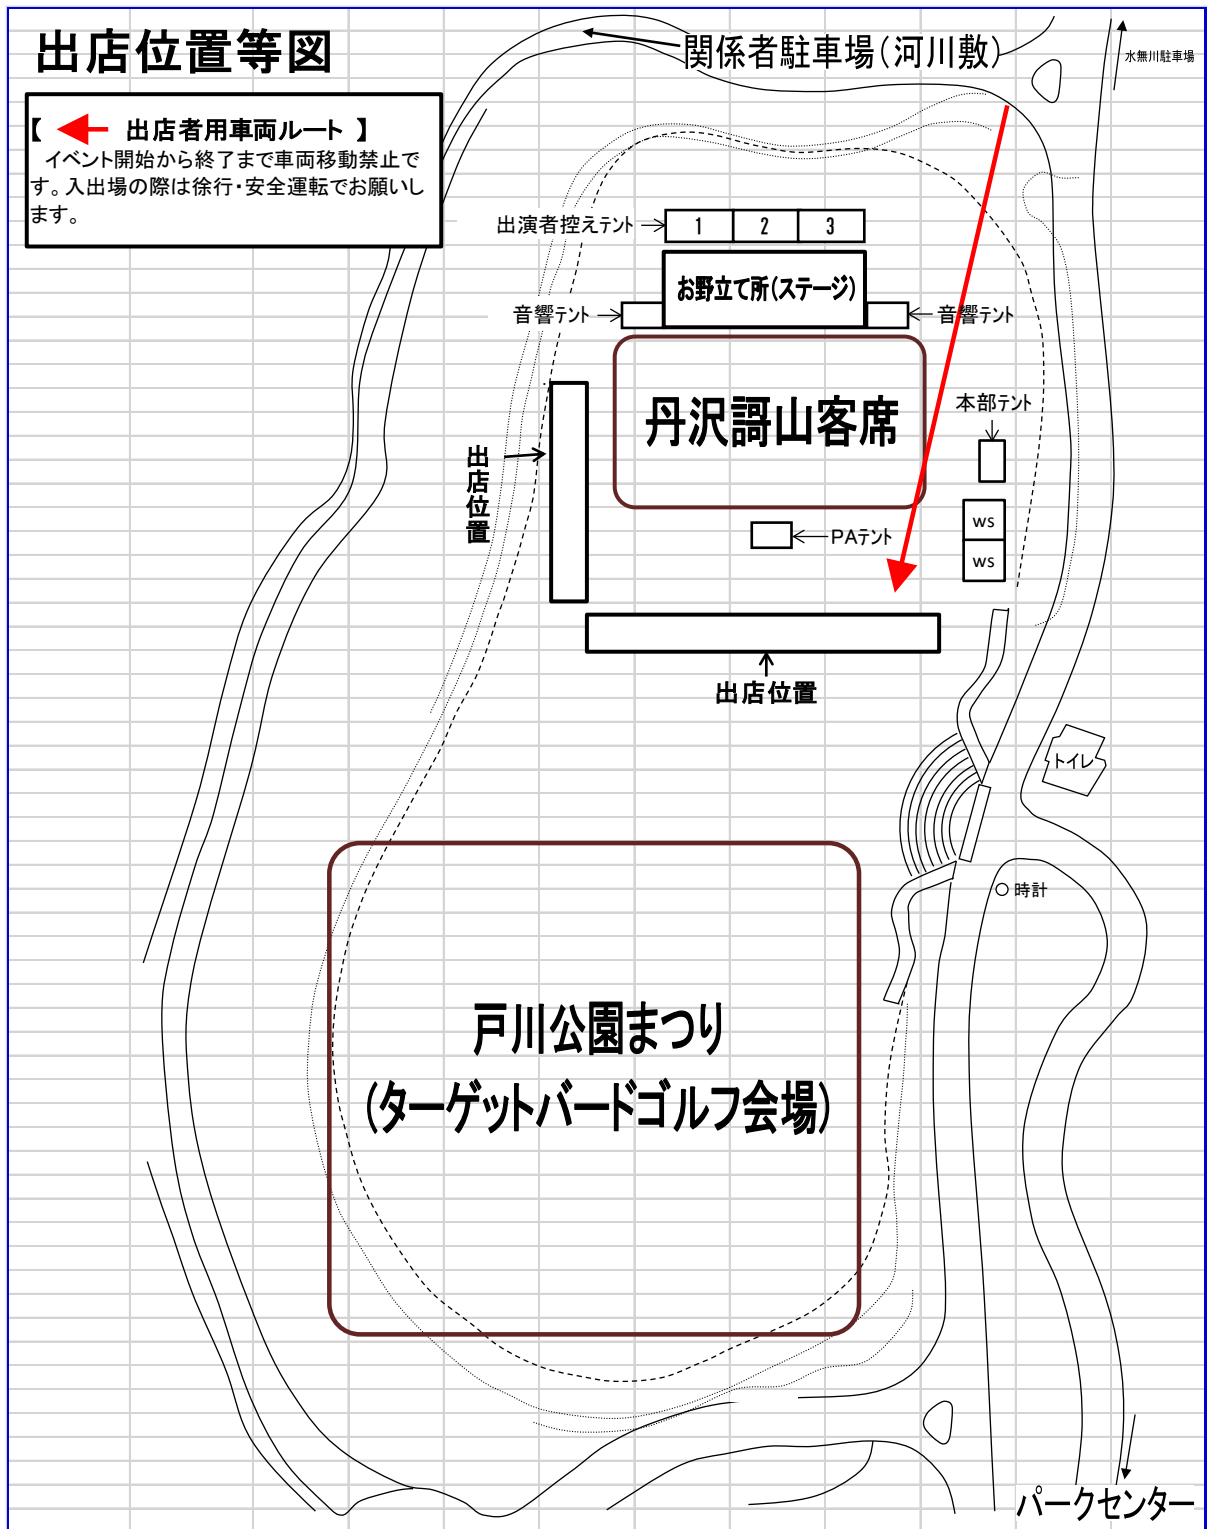 出店位置等図
関係者駐車場(河川敷)
水無川駐車場
【 出店者用車両ルート 】
イベント開始から終了まで車両移動禁止で
す。入出場の際は徐行・安全運転でお願いし
ます。
出演者控えテント
1 2 3
お野立て所(ステージ)
音響テント
音響テント
丹沢謌山客席
本部テント
出店位置
PAテント
ws
ws
出店位置
トイレ
時計
戸川公園まつり
(ターゲットバードゴルフ会場)
パークセンター